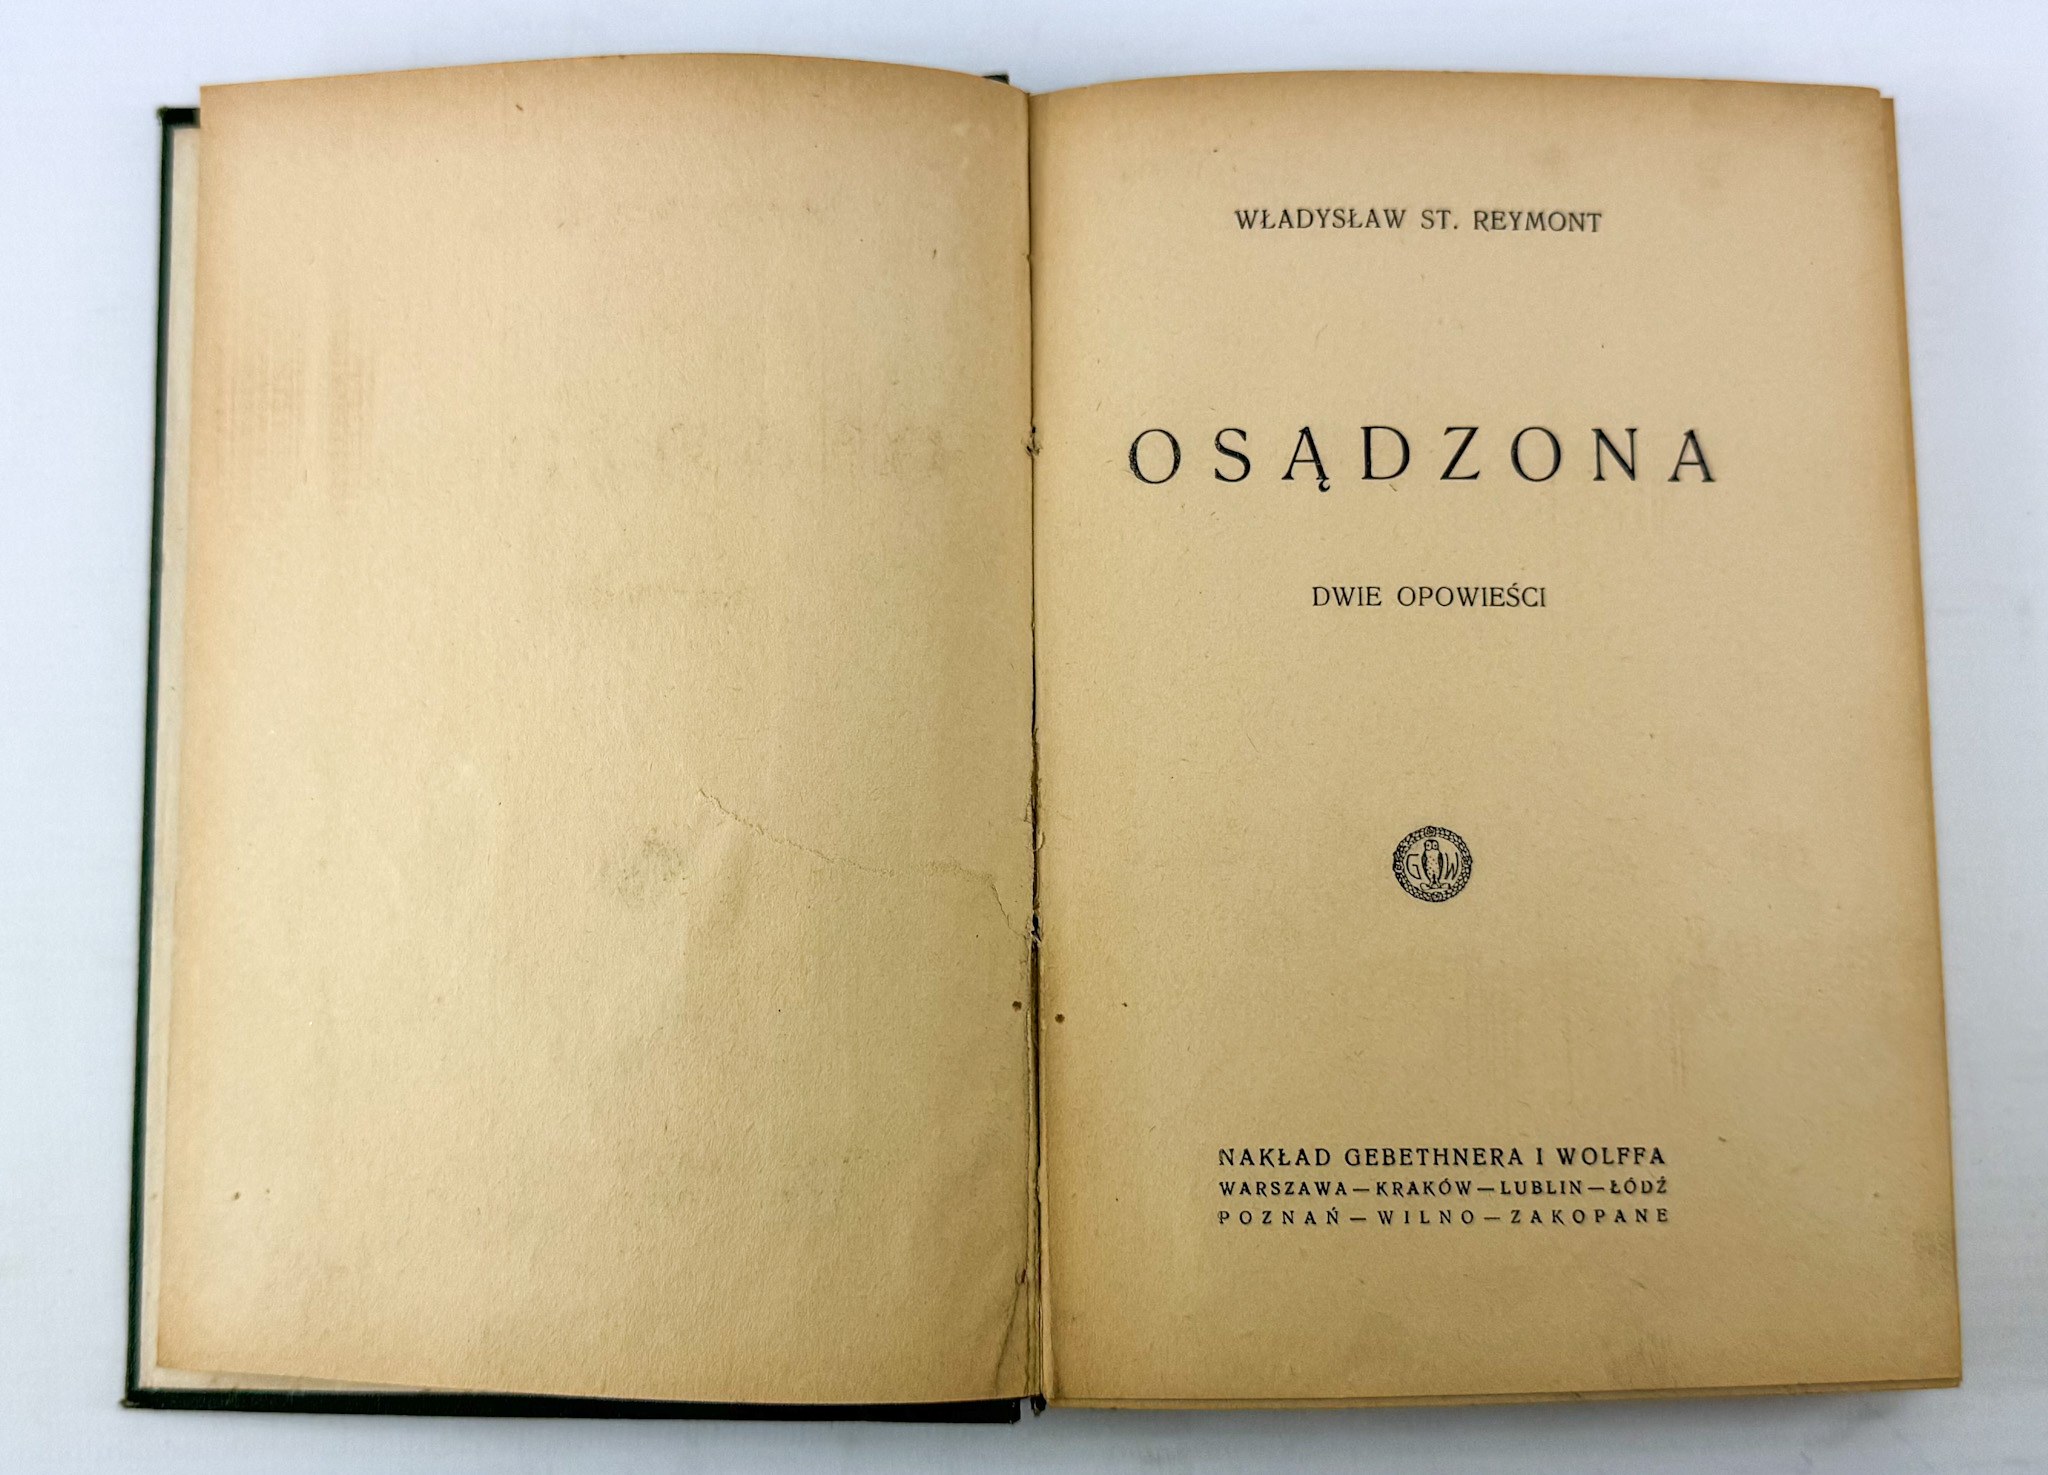 WŁADYSŁAW ST. REYMONT
OSĄDZONA
DWIE OPOWIEŚCI
G W
NAKŁAD GEBETHNERA I WOLFFA
WARSZAWA—KRAKÓW—LUBLIN—ŁÓDŹ
POZNAŃ—WILNO—ZAKOPANE